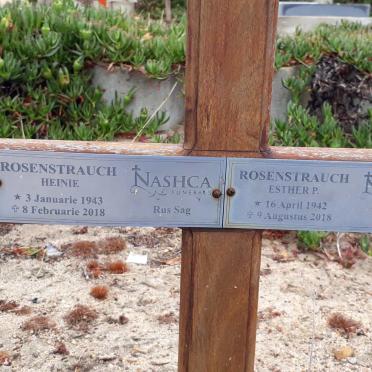 ROSENSTRAUCH
HEINIE
★ 3 Januarie 1943
✞ 8 Februarie 2018
NASHCA
FUNERALS
Rus Sag
ROSENSTRAUCH
ESTHER P.
★ 16 April 1942
✞ 9 Augustus 2018